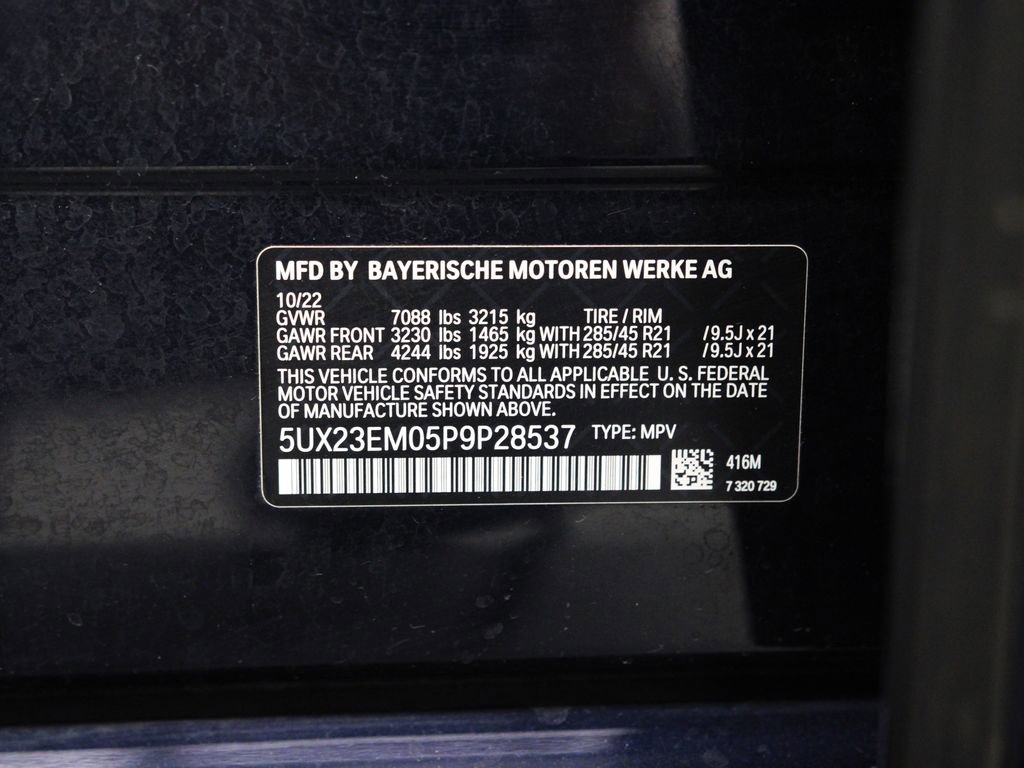 MFD BY BAYERISCHE MOTOREN WERKE AG
10/22
GVWR 7088 lbs 3215 kg TIRE / RIM
GAWR FRONT 3230 lbs 1465 kg WITH 285/45 R21 / 9.5J x 21
GAWR REAR 4244 lbs 1925 kg WITH 285/45 R21 / 9.5J x 21
THIS VEHICLE CONFORMS TO ALL APPLICABLE U. S. FEDERAL
MOTOR VEHICLE SAFETY STANDARDS IN EFFECT ON THE DATE
OF MANUFACTURE SHOWN ABOVE.
5UX23EM05P9P28537 TYPE: MPV
416M
7 320 729